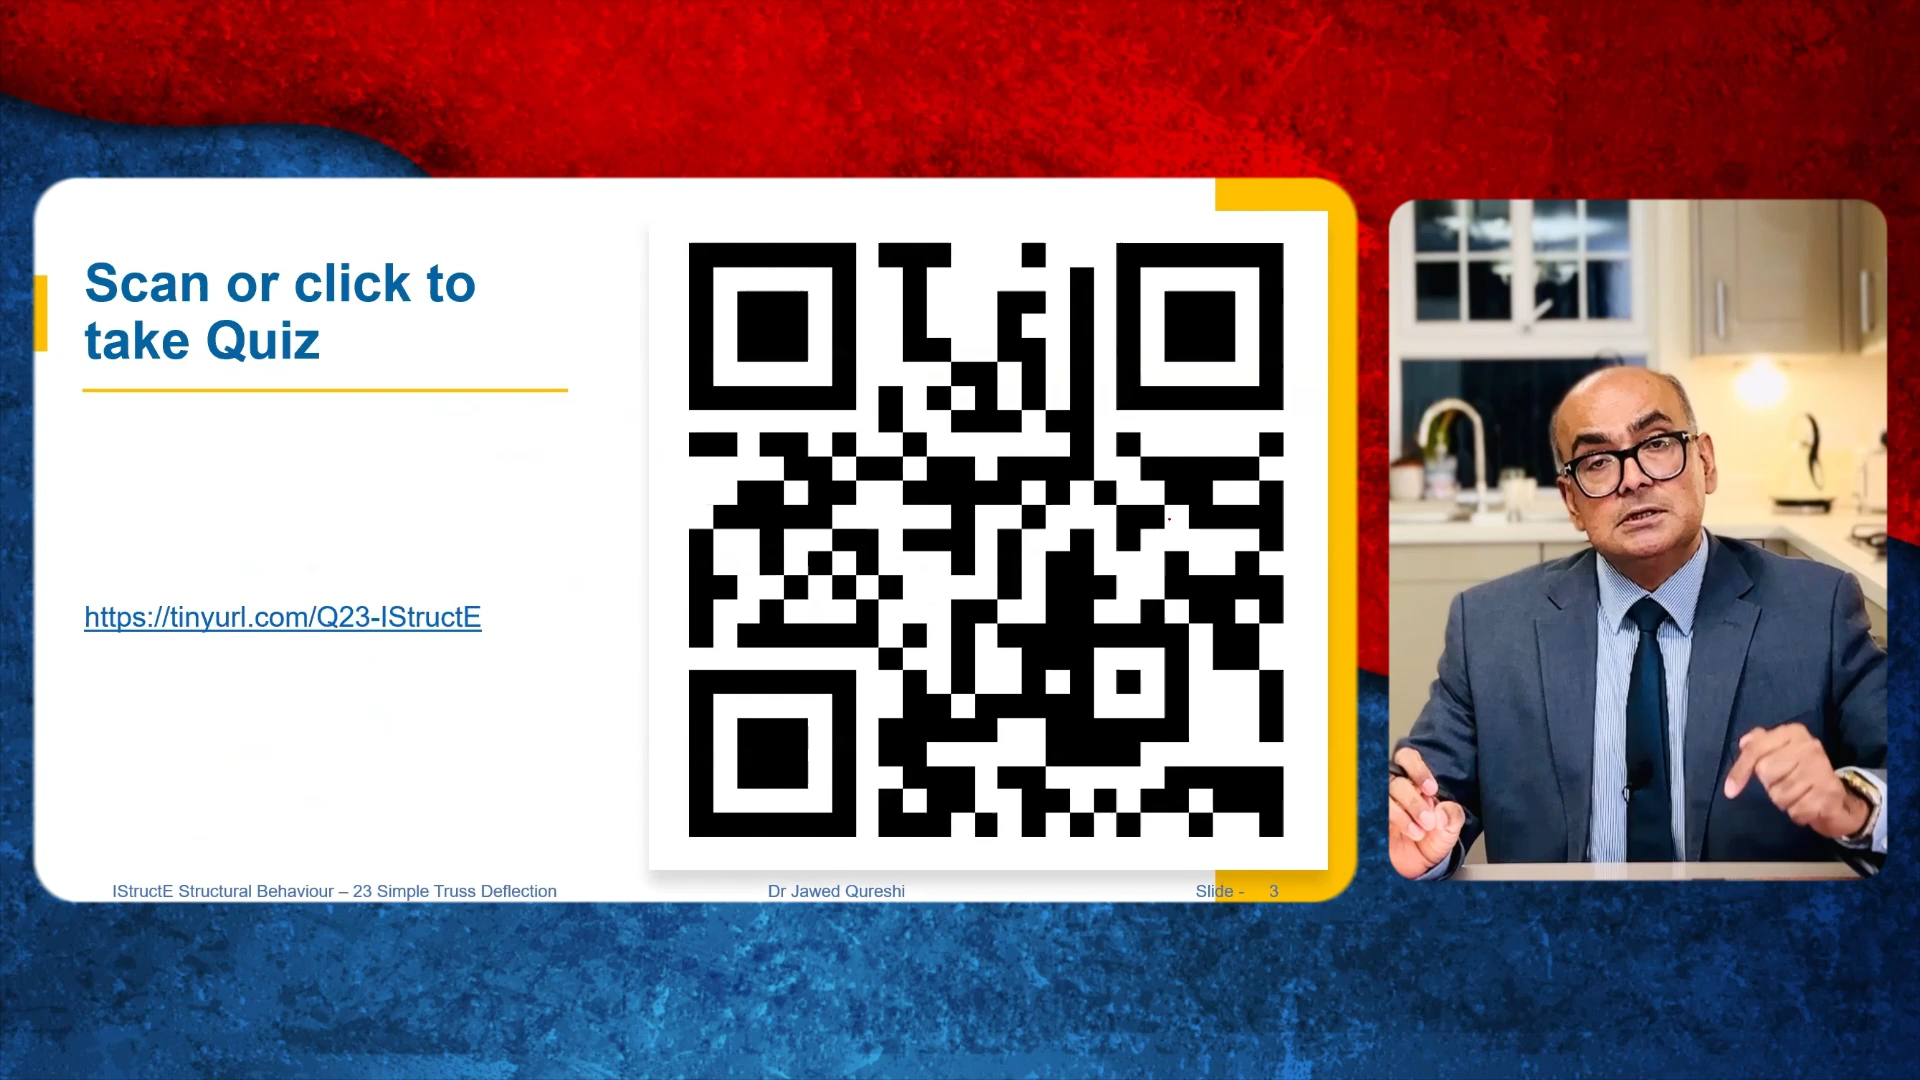 Scan or click to
take Quiz
https://tinyurl.com/Q23-IStructE
IStructE Structural Behaviour – 23 Simple Truss Deflection
Dr Jawed Qureshi
Slide - 3